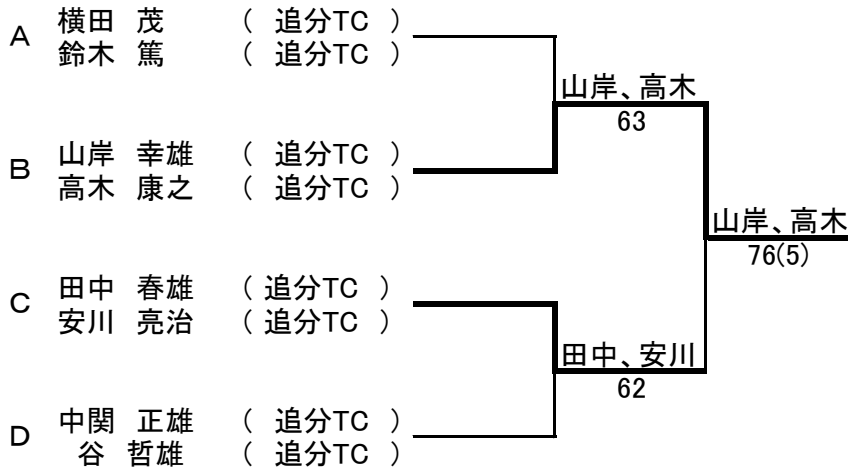 A 横田 茂 ( 追分TC )
鈴木 篤 ( 追分TC )
山岸、高木
63
B 山岸 幸雄 ( 追分TC )
高木 康之 ( 追分TC )
山岸、高木
76(5)
C 田中 春雄 ( 追分TC )
安川 亮治 ( 追分TC )
田中、安川
62
D 中関 正雄 ( 追分TC )
谷 哲雄 ( 追分TC )